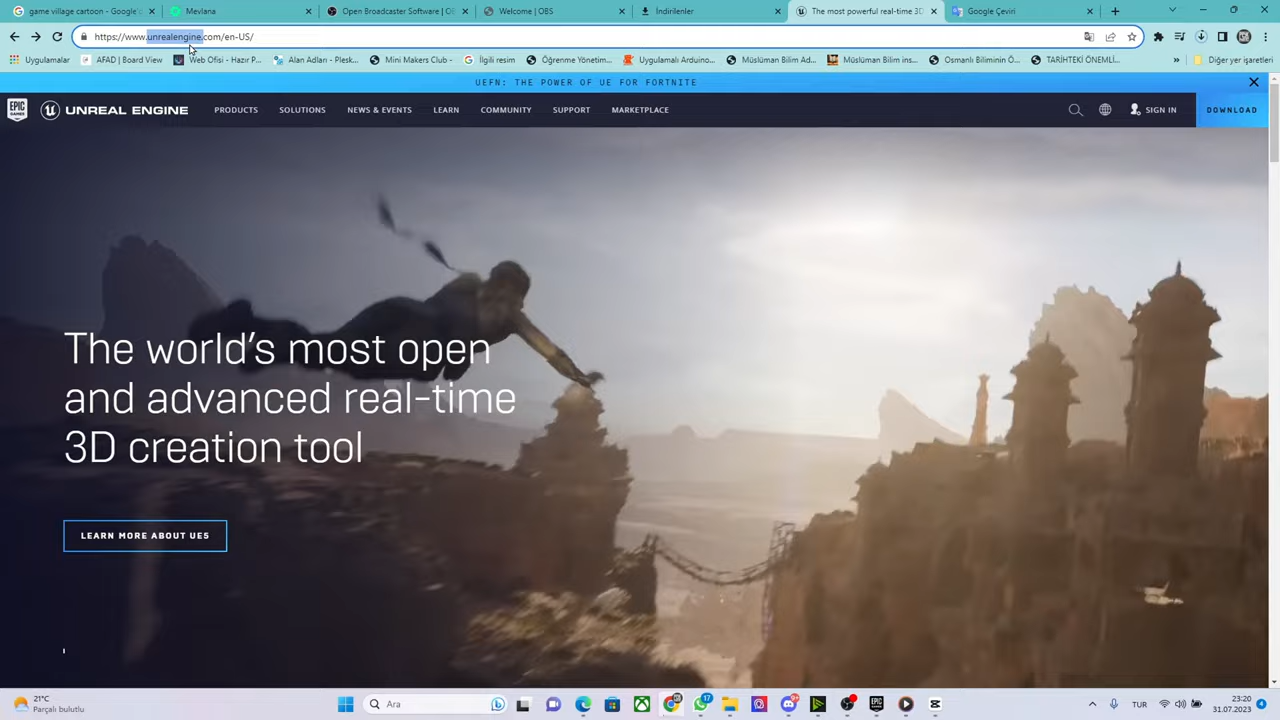 game village cartoon - Google'd
Mevlana
Open Broadcaster Software | OB
Welcome | OBS
İndirilenler
The most powerful real-time 3D
Google Çeviri
https://www.unrealengine.com/en-US/
Uygulamalar
AFAD | Board View
Web Ofisi - Hazır P...
Alan Adları - Plesk...
Mini Makers Club -
İlgili resim
Öğrenme Yönetim...
Uygulamalı Arduino...
Müslüman Bilim Ad...
Müslüman Bilim ins...
Osmanlı Biliminin Ö...
TARİHTEKİ ÖNEMLİ...
»
Diğer yer işaretleri
UEFN: THE POWER OF UE FOR FORTNITE
EPIC GAMES
UNREAL ENGINE
PRODUCTS
SOLUTIONS
NEWS & EVENTS
LEARN
COMMUNITY
SUPPORT
MARKETPLACE
SIGN IN
DOWNLOAD
The world's most open
and advanced real-time
3D creation tool
LEARN MORE ABOUT UE5
21°C
Parçalı bulutlu
Ara
17
9+
EPIC
TUR
23:20
31.07.2023
4